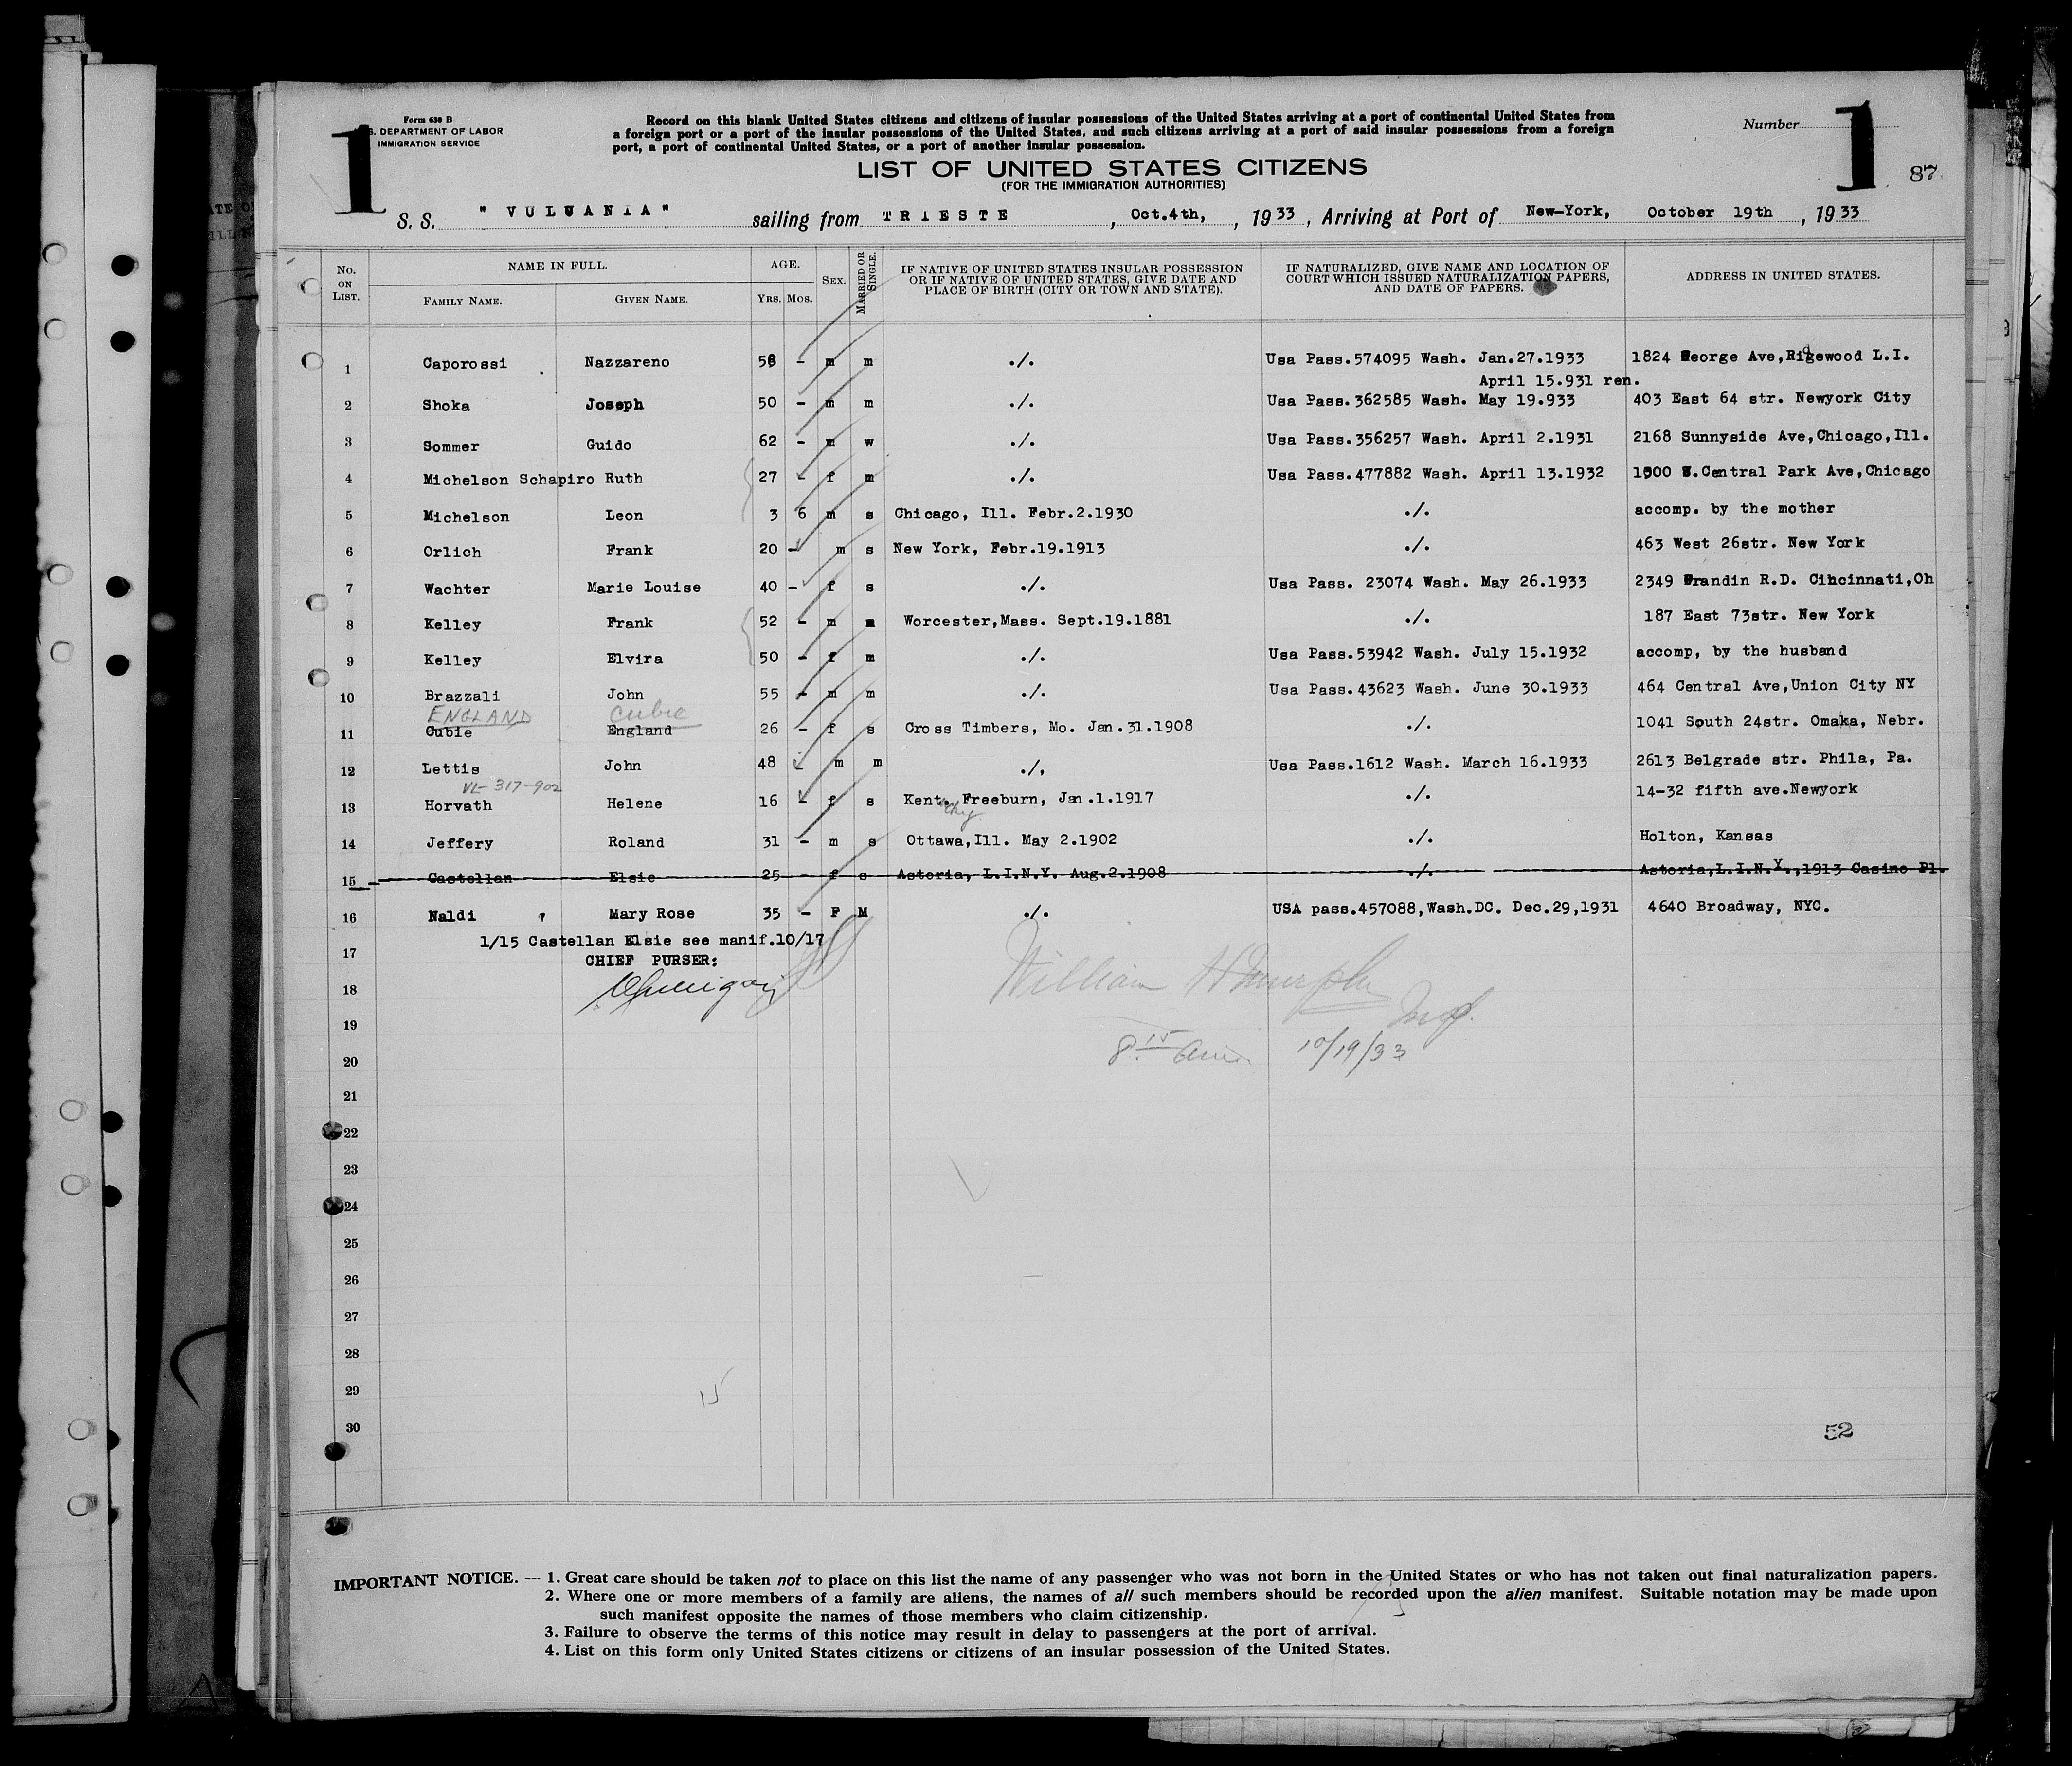 Form 630 B
S. DEPARTMENT OF LABOR
IMMIGRATION SERVICE
1
Record on this blank United States citizens and citizens of insular possessions of the United States arriving at a port of continental United States from
a foreign port or a port of the insular possessions of the United States, and such citizens arriving at a port of said insular possessions from a foreign
port, a port of continental United States, or a port of another insular possession.
Number
1
87
LIST OF UNITED STATES CITIZENS
(FOR THE IMMIGRATION AUTHORITIES)
S. S. "VULCANIA" sailing from TRIESTE, Oct.4th, , 1933, Arriving at Port of New-York, October 19th, 1933
No. ON LIST. NAME IN FULL. FAMILY NAME. GIVEN NAME. AGE. YRS. MOS. SEX. MARRIED OR SINGLE. IF NATIVE OF UNITED STATES INSULAR POSSESSION OR IF NATIVE OF UNITED STATES, GIVE DATE AND PLACE OF BIRTH (CITY OR TOWN AND STATE). IF NATURALIZED, GIVE NAME AND LOCATION OF COURT WHICH ISSUED NATURALIZATION PAPERS, AND DATE OF PAPERS. ADDRESS IN UNITED STATES.
1 Caporossi Nazzareno - m m ./. Usa Pass.574095 Wash. Jan.27.1933 1824 George Ave,Rigewood L.I.
d
April 15.931 ren.
2 Shoka Joseph 50 - m m ./. Usa Pass.362585 Wash. May 19.933 403 East 64 str. Newyork City
3 Sommer Guido 62 - m w ./. Usa Pass.356257 Wash. April 2.1931 2168 Sunnyside Ave,Chicago,Ill.
4 Michelson Schapiro Ruth 27 - f m ./. Usa Pass.477882 Wash. April 13.1932 Central Park Ave,Chicago
5 Michelson Leon 3 6 m s Chicago, Ill. Febr.2.1930 ./. accomp. by the mother
6 Orlich Frank 20 - m s New York, Febr.19.1913 ./. 463 West 26str. New York
7 Wachter Marie Louise 40 - f s ./. Usa Pass. 23074 Wash. May 26.1933 2349 Grandin R.D. Cincinnati,Oh
8 Kelley Frank 52 - m m Worcester,Mass. Sept.19.1881 ./. 187 East 73str. New York
9 Kelley Elvira 50 - f m ./. Usa Pass.53942 Wash. July 15.1932 accomp, by the husband
10 Brazzali John 55 - m m ./. Usa Pass.43623 Wash. June 30.1933 464 Central Ave,Union City NY
ENGLAND Cubie
11 Cubie England 26 - f s Cross Timbers, Mo. Jan.31.1908 ./. 1041 South 24str. Omaka, Nebr.
12 Lettis John 48 m m ./, Usa Pass.1612 Wash. March 16.1933 2613 Belgrade str. Phila, Pa.
VL-317-902
13 Horvath Helene 16 - f s Kent. Freeburn, Jan.1.1917 ./. 14-32 fifth ave.Newyork
14 Jeffery Roland 31 - m s Ottawa,Ill. May 2.1902 ./. Holton, Kansas
15 Castellan Elsie 25 f s Astoria, L.I.N.Y. Aug.2.1908 ./. Astoria,L.I.N.Y.,1913 Casino Pl.
16 Naldi Mary Rose 35 - F M ./. USA pass.457088,Wash.DC. Dec.29,1931 4640 Broadway, NYC.
1/15 Castellan Elsie see manif.10/17
17 CHIEF PURSER:
18 William H Murphy
19 Insp.
20 8.15 am 10/19/33
21
22
23
24
25
26
27
28
29
15
30
52
IMPORTANT NOTICE. — 1. Great care should be taken not to place on this list the name of any passenger who was not born in the United States or who has not taken out final naturalization papers.
2. Where one or more members of a family are aliens, the names of all such members should be recorded upon the alien manifest. Suitable notation may be made upon
such manifest opposite the names of those members who claim citizenship.
3. Failure to observe the terms of this notice may result in delay to passengers at the port of arrival.
4. List on this form only United States citizens or citizens of an insular possession of the United States.